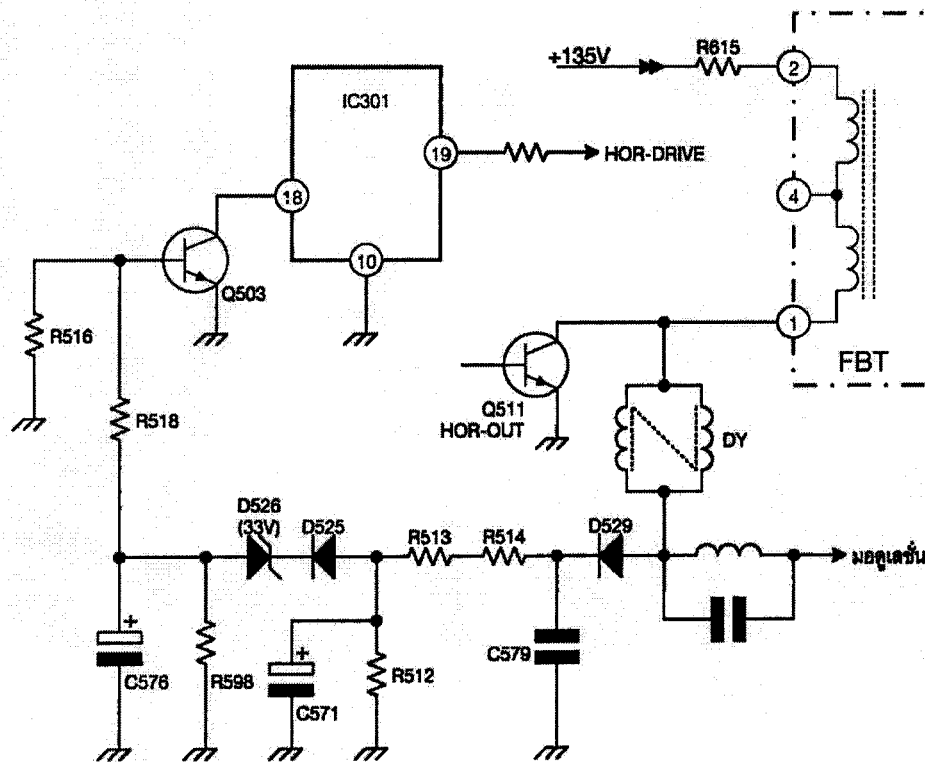 +135V
R615
2
IC301
19
HOR-DRIVE
18
4
10
Q503
R516
1
FBT
Q511
HOR-OUT
R518
DY
D526
(33V)
D525
R513
R514
D529
มอดูเลชั่น
+
C576
R598
+
C571
R512
C579